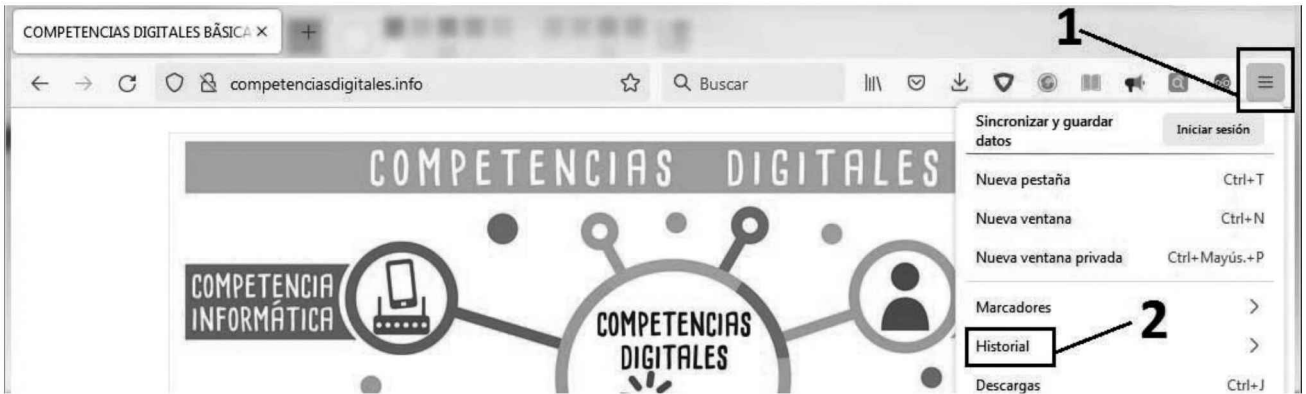 COMPETENCIAS DIGITALES BÃSICA
1
competenciasdigitales.info
Buscar
Sincronizar y guardar
datos
Iniciar sesión
COMPETENCIAS DIGITALES
Nueva pestaña Ctrl+T
Nueva ventana Ctrl+N
Nueva ventana privada Ctrl+Mayús.+P
COMPETENCIA
INFORMÁTICA
COMPETENCIAS
DIGITALES
Marcadores
2
Historial
Descargas Ctrl+J